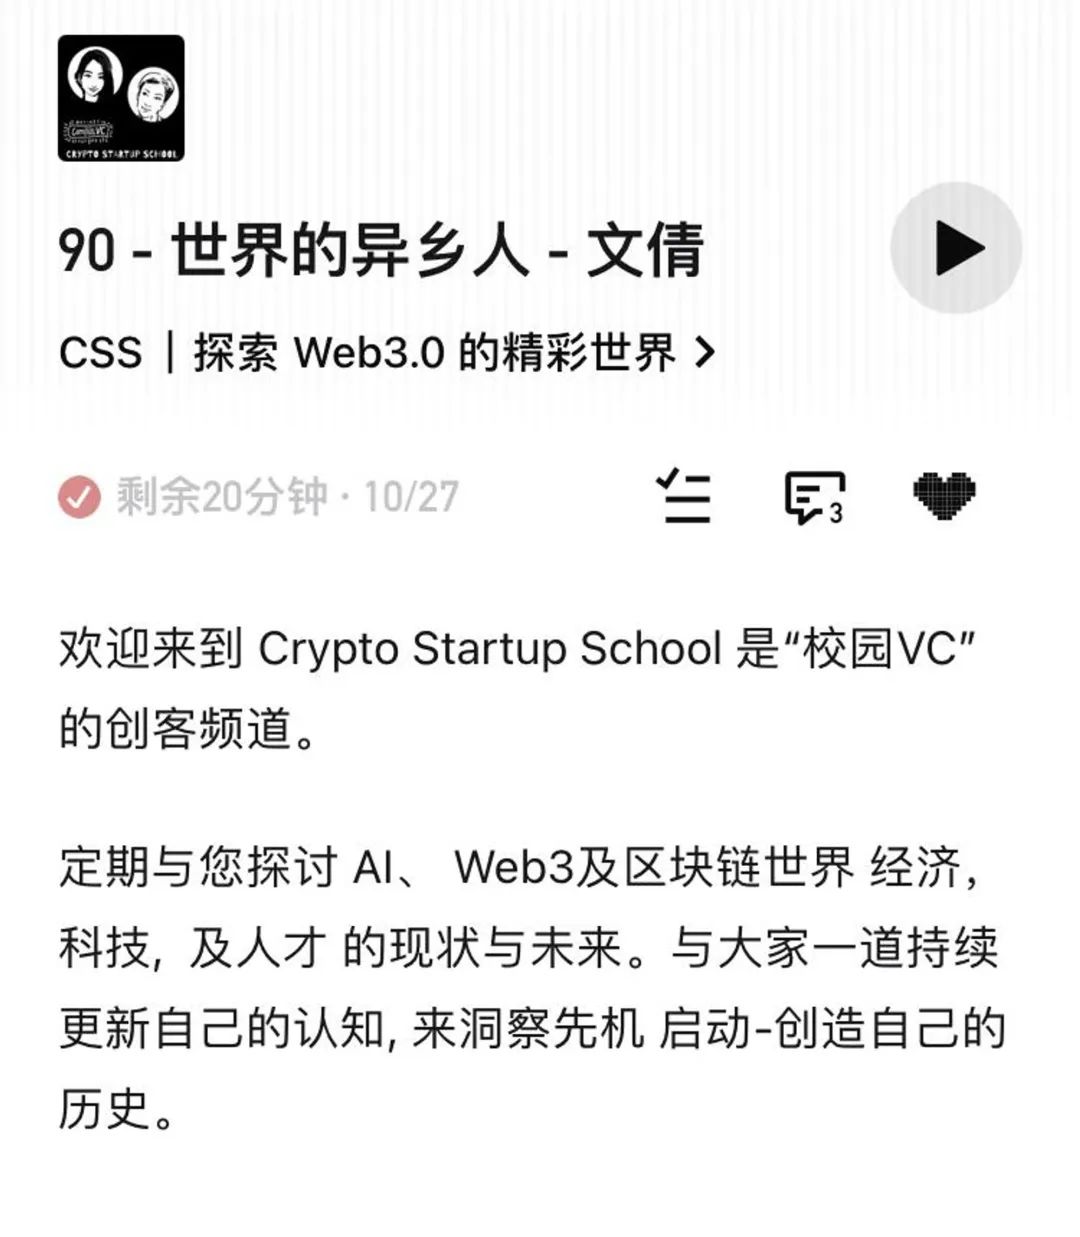 Campus VC
CRYPTO STARTUP SCHOOL
90 - 世界的异乡人 - 文倩
CSS｜探索 Web3.0 的精彩世界
剩余20分钟 · 10/27
3
欢迎来到 Crypto Startup School 是“校园VC”
的创客频道。
定期与您探讨 AI、 Web3及区块链世界 经济，
科技, 及人才 的现状与未来。与大家一道持续
更新自己的认知, 来洞察先机 启动-创造自己的
历史。